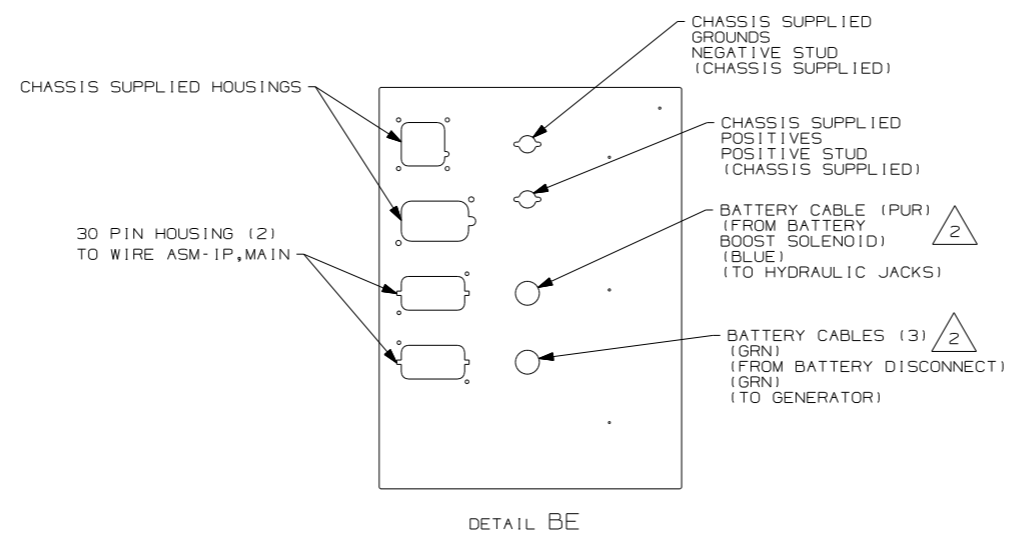 CHASSIS SUPPLIED
GROUNDS
NEGATIVE STUD
(CHASSIS SUPPLIED)
CHASSIS SUPPLIED HOUSINGS
CHASSIS SUPPLIED
POSITIVES
POSITIVE STUD
(CHASSIS SUPPLIED)
BATTERY CABLE (PUR)
(FROM BATTERY
BOOST SOLENOID)
(BLUE)
(TO HYDRAULIC JACKS)
2
30 PIN HOUSING (2)
TO WIRE ASM-IP,MAIN
BATTERY CABLES (3)
(GRN)
(FROM BATTERY DISCONNECT)
(GRN)
(TO GENERATOR)
2
DETAIL BE